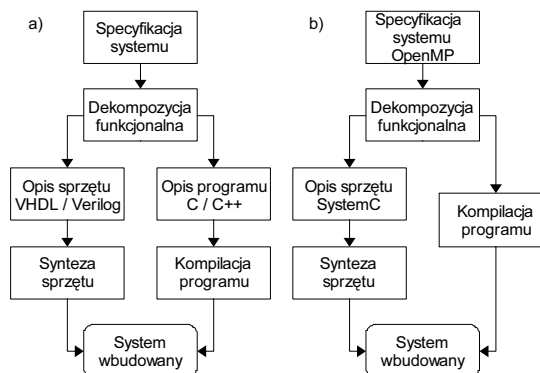 a)
Specyfikacja
systemu
Dekompozycja
funkcjonalna
Opis sprzętu
VHDL / Verilog
Opis programu
C / C++
Synteza
sprzętu
Kompilacja
programu
System
wbudowany
b)
Specyfikacja
systemu
OpenMP
Dekompozycja
funkcjonalna
Opis sprzętu
SystemC
Kompilacja
programu
Synteza
sprzętu
System
wbudowany